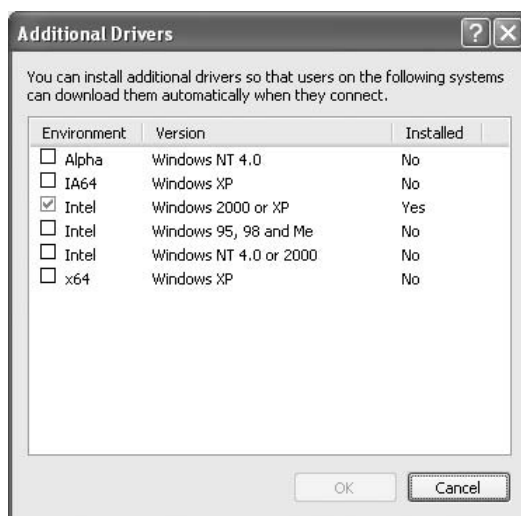 Additional Drivers
You can install additional drivers so that users on the following systems
can download them automatically when they connect.
Environment Version Installed
Alpha Windows NT 4.0 No
IA64 Windows XP No
Intel Windows 2000 or XP Yes
Intel Windows 95, 98 and Me No
Intel Windows NT 4.0 or 2000 No
x64 Windows XP No
OK Cancel